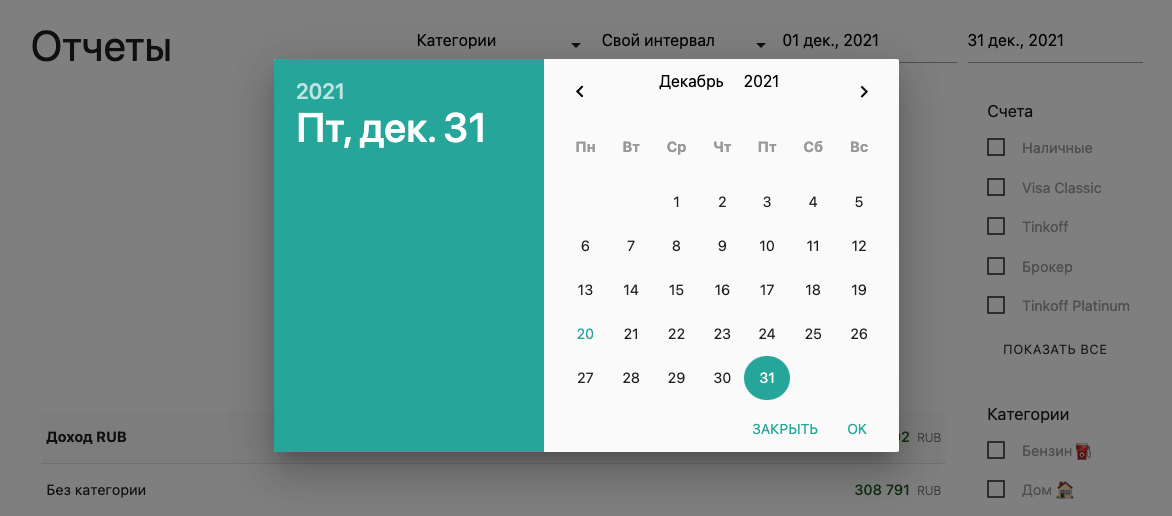 Отчеты
Категории
Свой интервал
01 дек., 2021
31 дек., 2021
2021
Пт, дек. 31
Декабрь 2021
Пн Вт Ср Чт Пт Сб Вс
1 2 3 4 5
6 7 8 9 10 11 12
13 14 15 16 17 18 19
20 21 22 23 24 25 26
27 28 29 30 31
ЗАКРЫТЬ OK
Счета
Наличные
Visa Classic
Tinkoff
Брокер
Tinkoff Platinum
ПОКАЗАТЬ ВСЕ
Категории
Бензин
Дом
Доход RUB
RUB
Без категории 308 791 RUB